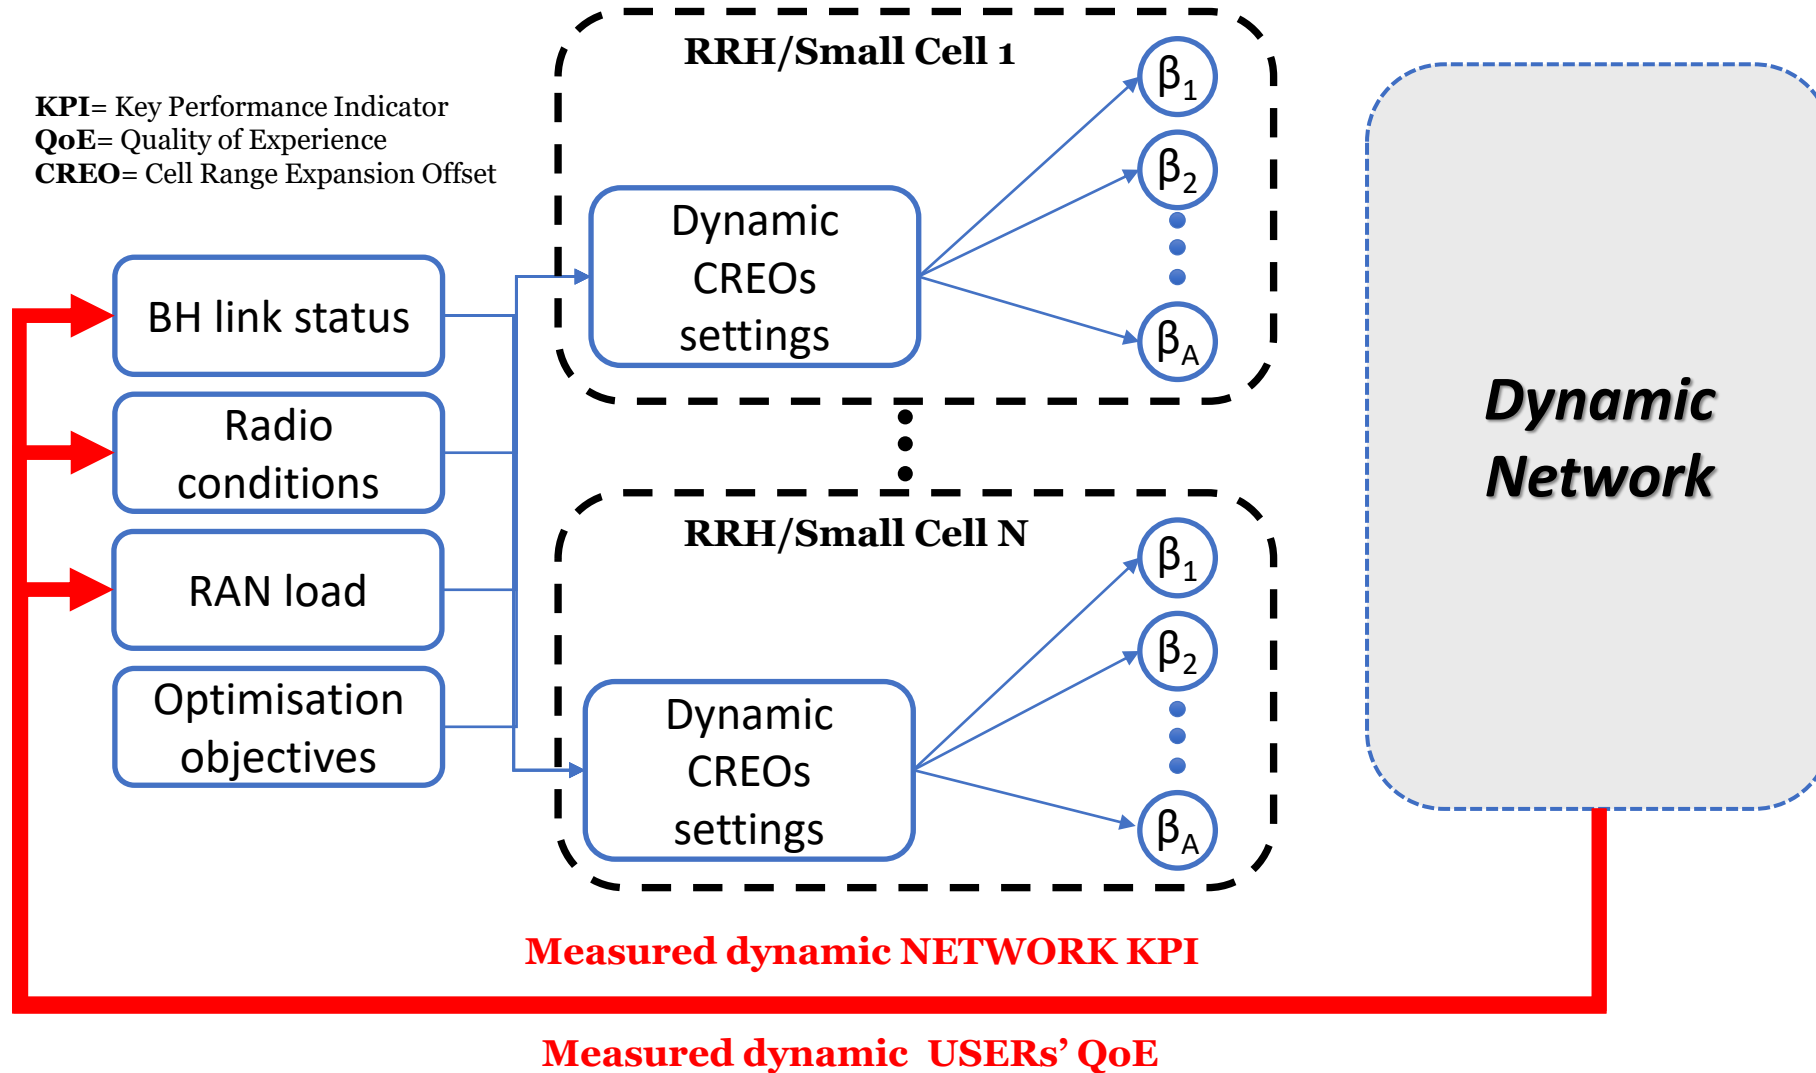 RRH/Small Cell 1
KPI= Key Performance Indicator
QoE= Quality of Experience
CREO= Cell Range Expansion Offset
BH link status
Radio
conditions
RAN load
Optimisation
objectives
Dynamic
CREOs
settings
β1
β2
βA
RRH/Small Cell N
Dynamic
CREOs
settings
β1
β2
βA
Dynamic
Network
Measured dynamic NETWORK KPI
Measured dynamic USERs’ QoE